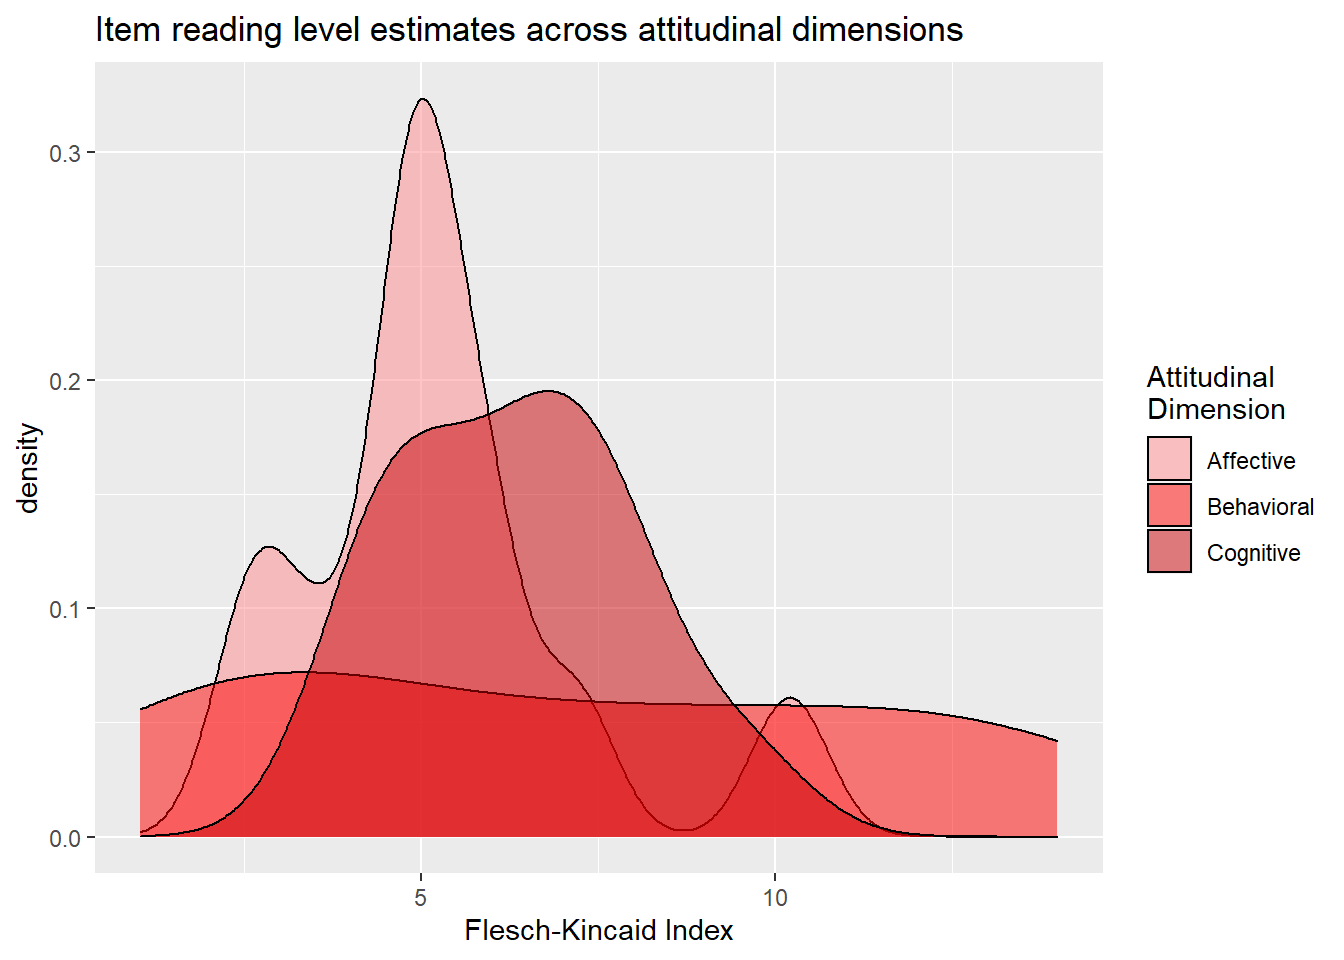 Item reading level estimates across attitudinal dimensions
density
0.3
0.2
0.1
0.0
5
10
Flesch-Kincaid Index
Attitudinal
Dimension
Affective
Behavioral
Cognitive